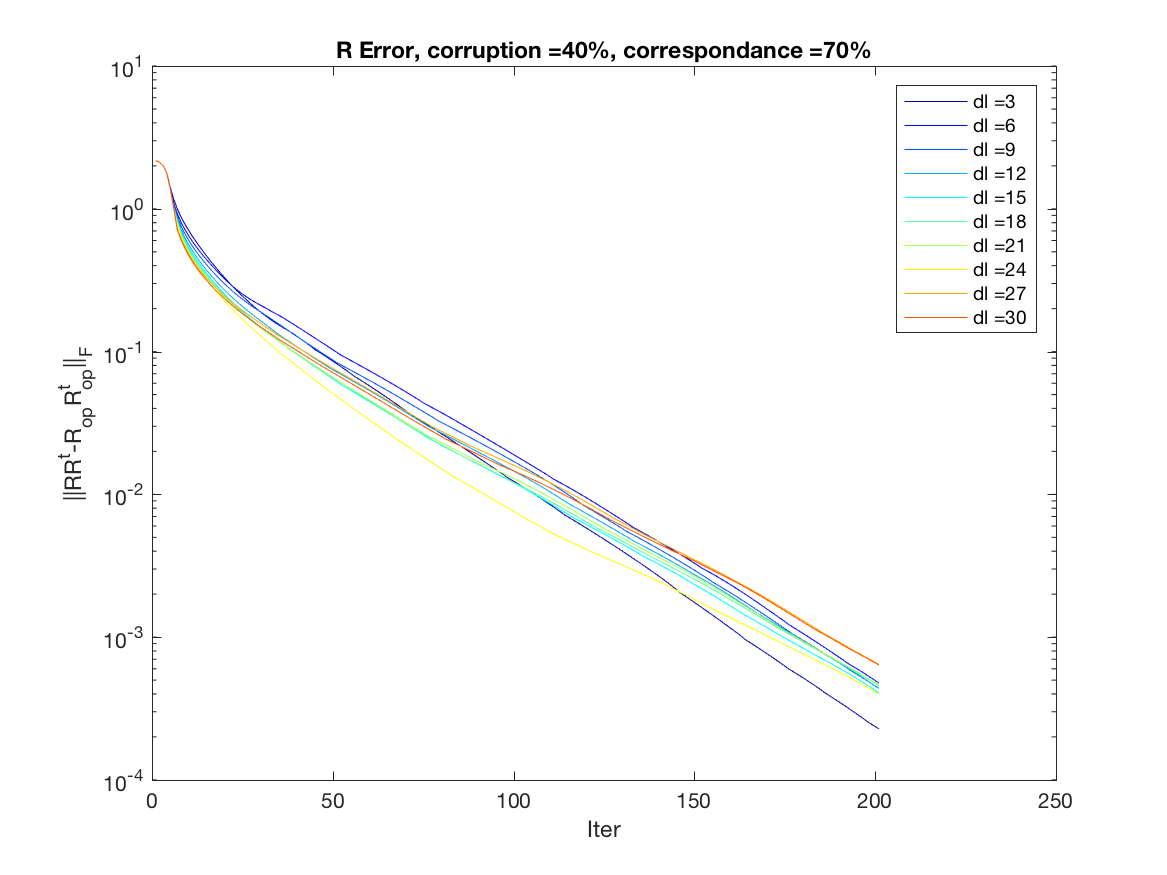 R Error, corruption =40%, correspondance =70%
10^1
10^0
10^-1
10^-2
10^-3
10^-4
||RR^t-R_op R^t_op||_F
dl =3
dl =6
dl =9
dl =12
dl =15
dl =18
dl =21
dl =24
dl =27
dl =30
0 50 100 150 200 250
Iter